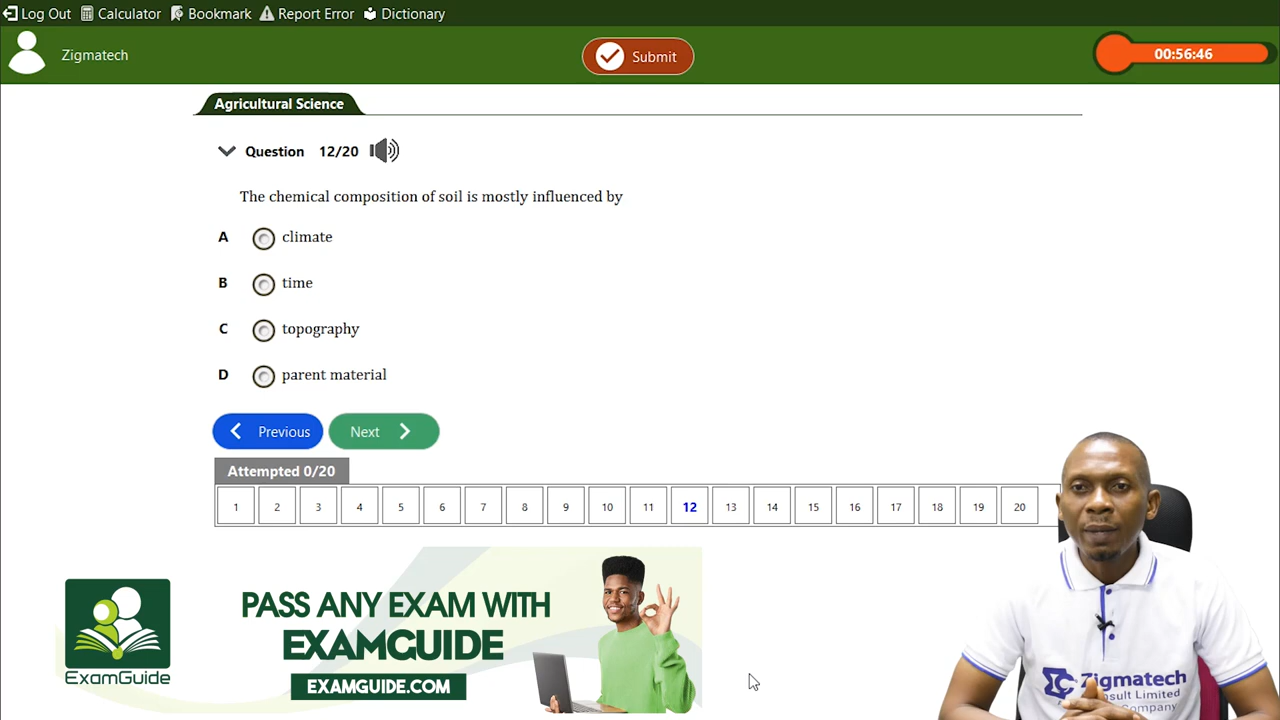 Log Out Calculator Bookmark Report Error Dictionary
Zigmatech
Submit
00:56:46
Agricultural Science
Question 12/20
The chemical composition of soil is mostly influenced by
A climate
B time
C topography
D parent material
Previous Next
Attempted 0/20
1 2 3 4 5 6 7 8 9 10 11 12 13 14 15 16 17 18 19 20
ExamGuide
PASS ANY EXAM WITH
EXAMGUIDE
EXAMGUIDE.COM
Zigmatech
nsult Limited
Company